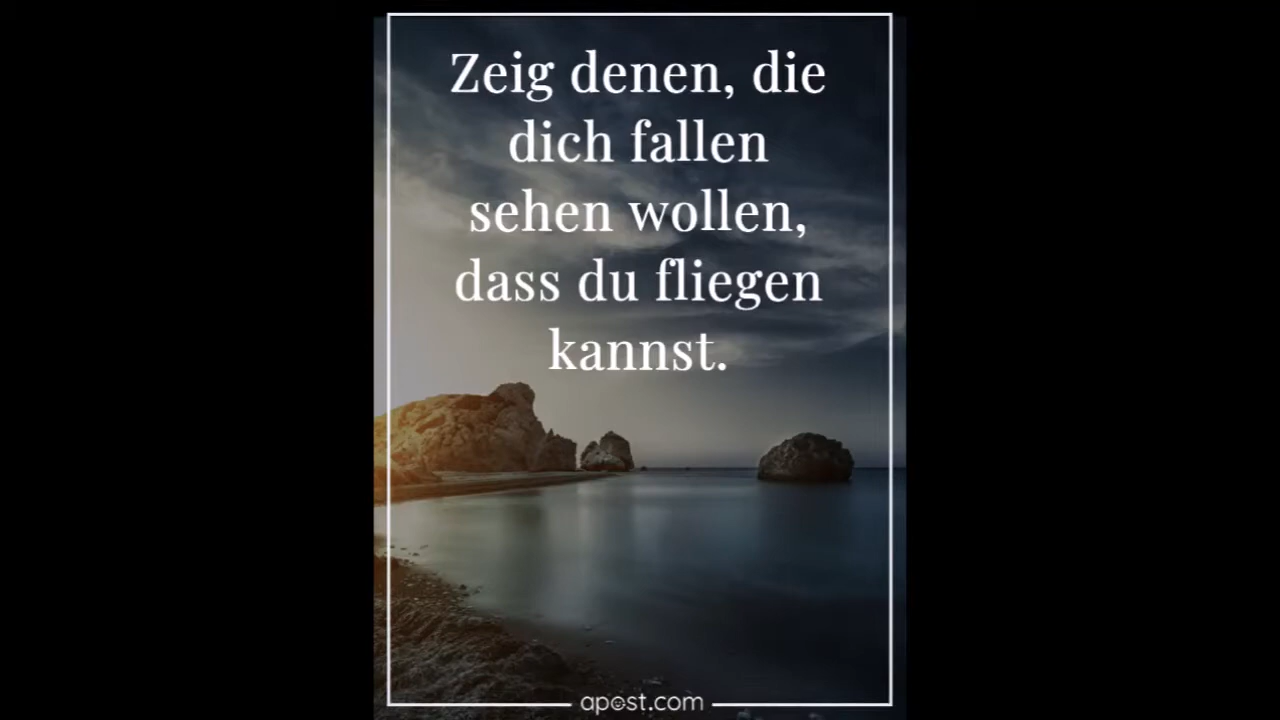 Zeig denen, die
dich fallen
sehen wollen,
dass du fliegen
kannst.
apost.com